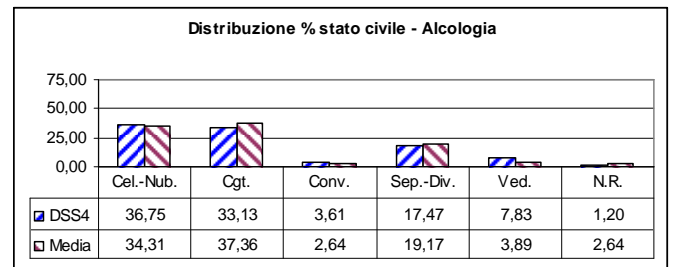 Distribuzione % stato civile - Alcologia
75,00
50,00
25,00
0,00
Cel.-Nub. Cgt. Conv. Sep.-Div. Ved. N.R.
DSS4 36,75 33,13 3,61 17,47 7,83 1,20
Media 34,31 37,36 2,64 19,17 3,89 2,64